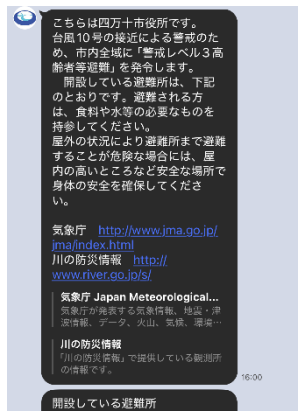 こちらは四万十市役所です。
台風10号の接近による警戒のた
め、市内全域に「警戒レベル3高
齢者等避難」を発令します。
　開設している避難所は、下記
のとおりです。避難される方
は、食料や水等の必要なものを
持参してください。
屋外の状況により避難所まで避難
することが危険な場合には、屋
内の高いところなど安全な場所で
身体の安全を確保してくださ
い。

気象庁　http://www.jma.go.jp/
jma/index.html
川の防災情報　http://
www.river.go.jp/s/
気象庁 Japan Meteorological...
気象庁が発表する気象情報、地震・津
波情報、データ、火山、気候、環境…
川の防災情報
「川の防災情報」で提供している観測所
の情報です。
16:00
開設している避難所